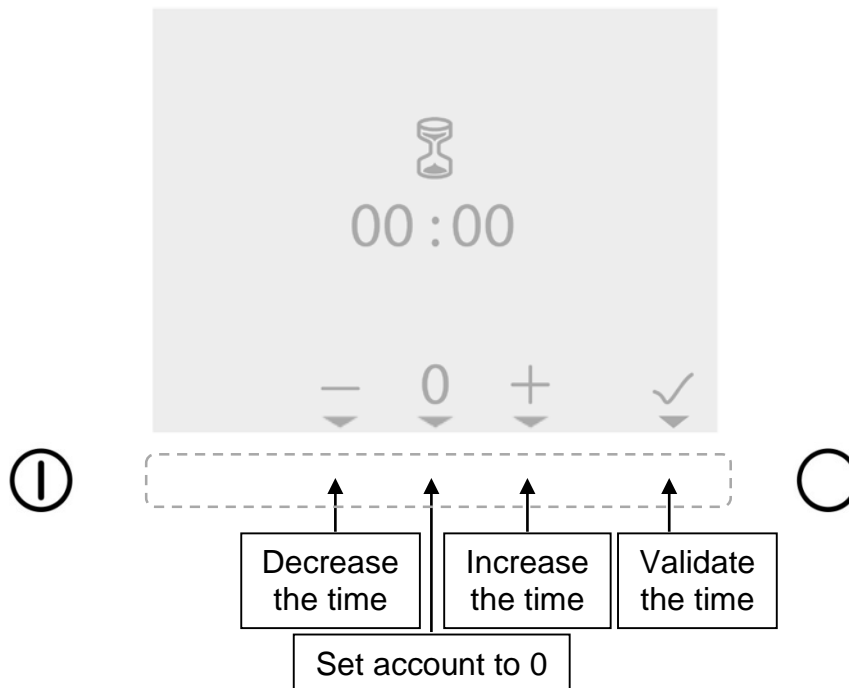 00:00
— 0 + ✓
Decrease
the time
Increase
the time
Validate
the time
Set account to 0